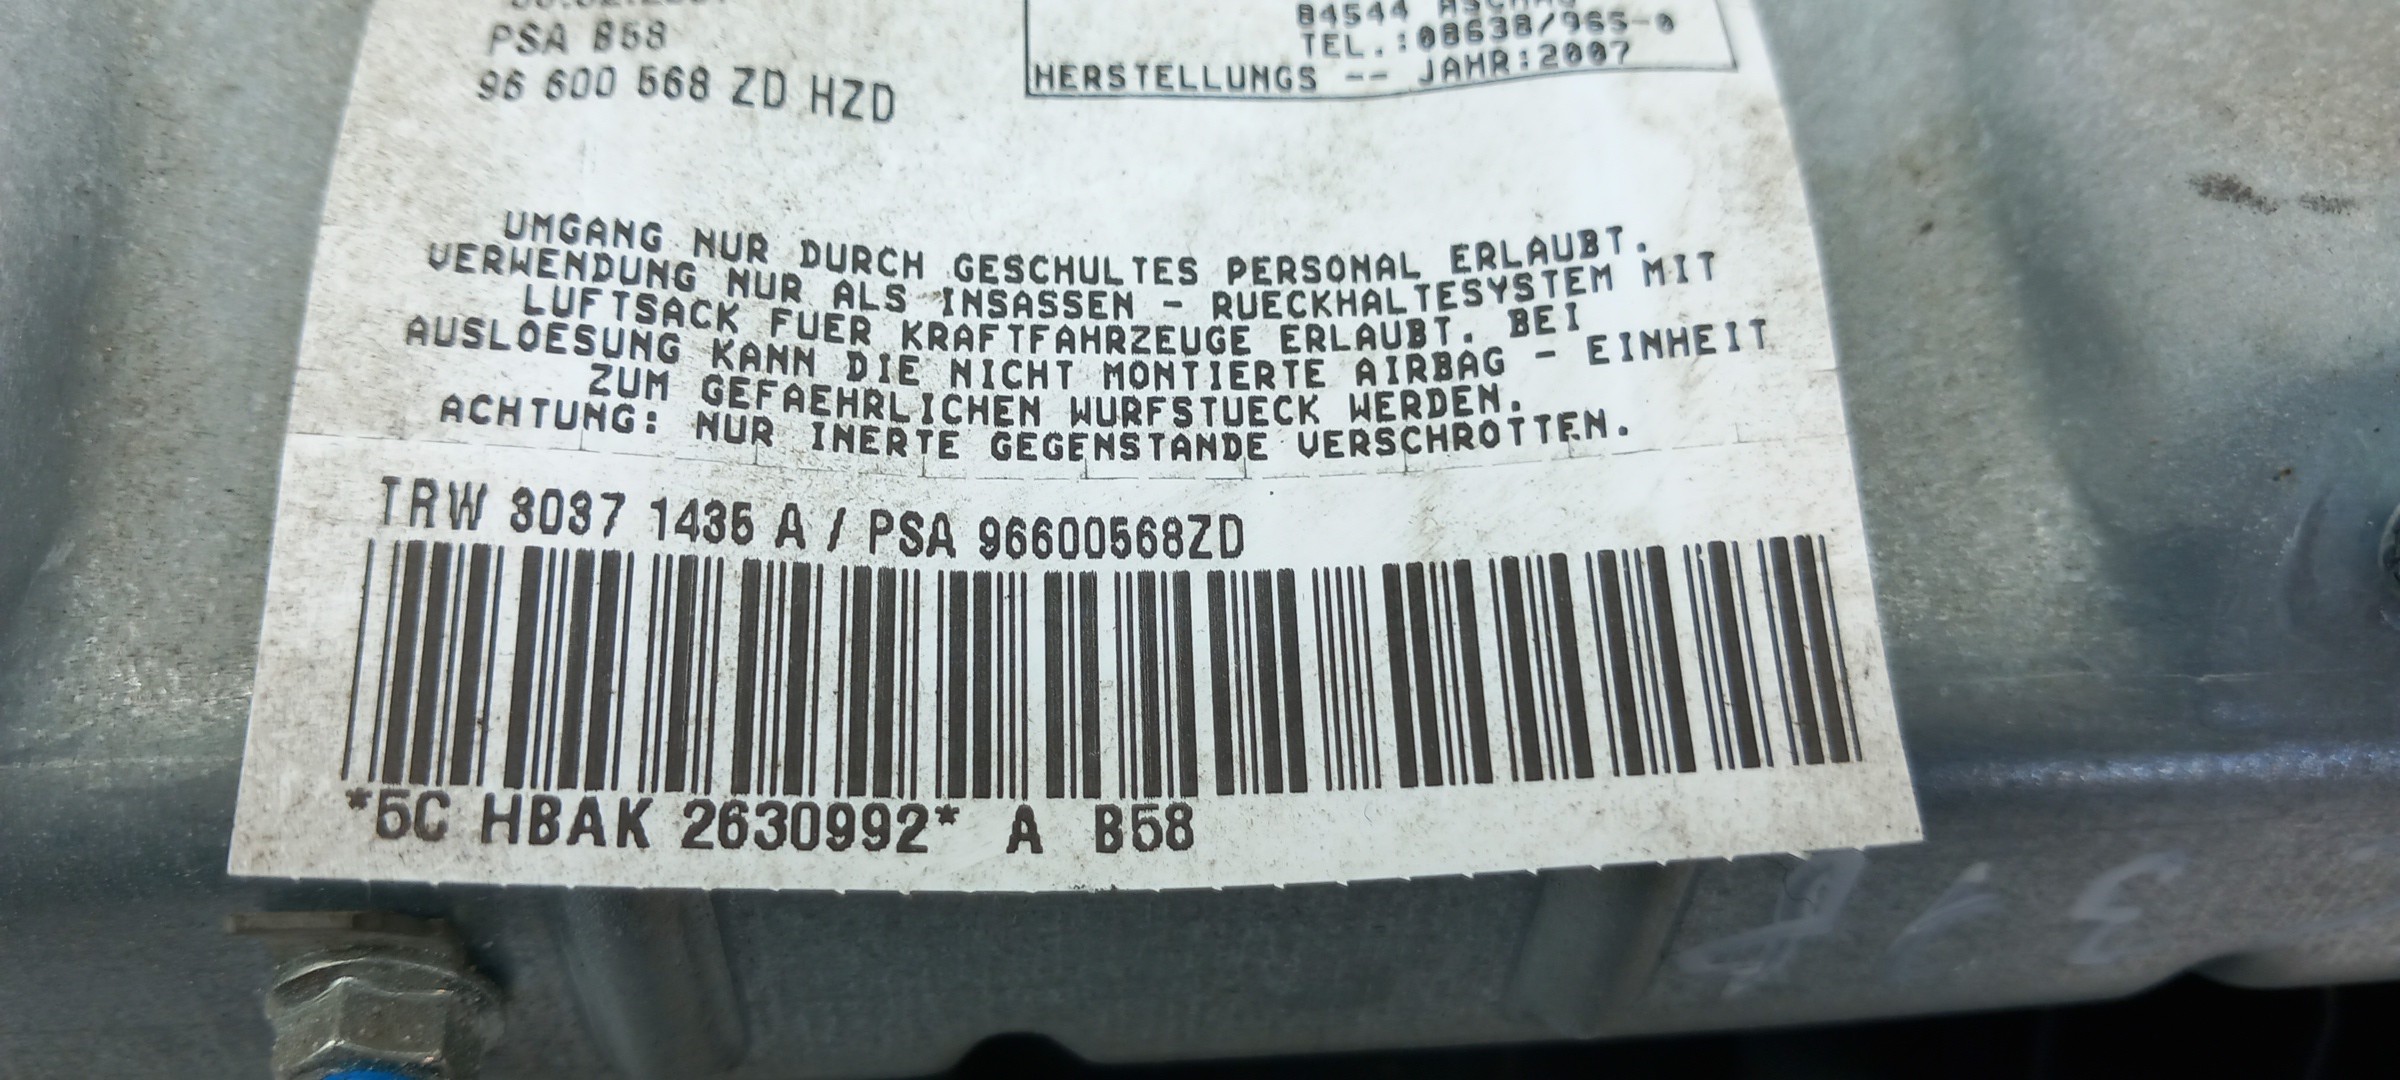 PSA B58
96 600 568 ZD HZD
84544
TEL.:08638/965-0
HERSTELLUNGS -- JAHR:2007
UMGANG NUR DURCH GESCHULTES PERSONAL ERLAUBT.
VERWENDUNG NUR ALS INSASSEN - RUECKHALTESYSTEM MIT
LUFTSACK FUER KRAFTFAHRZEUGE ERLAUBT. BEI
AUSLOESUNG KANN DIE NICHT MONTIERTE AIRBAG - EINHEIT
ZUM GEFAEHRLICHEN WURFSTUECK WERDEN.
ACHTUNG: NUR INERTE GEGENSTANDE VERSCHROTTEN.
TRW 3037 1435 A / PSA 96600568ZD
*5C HBAK 2630992* A B58